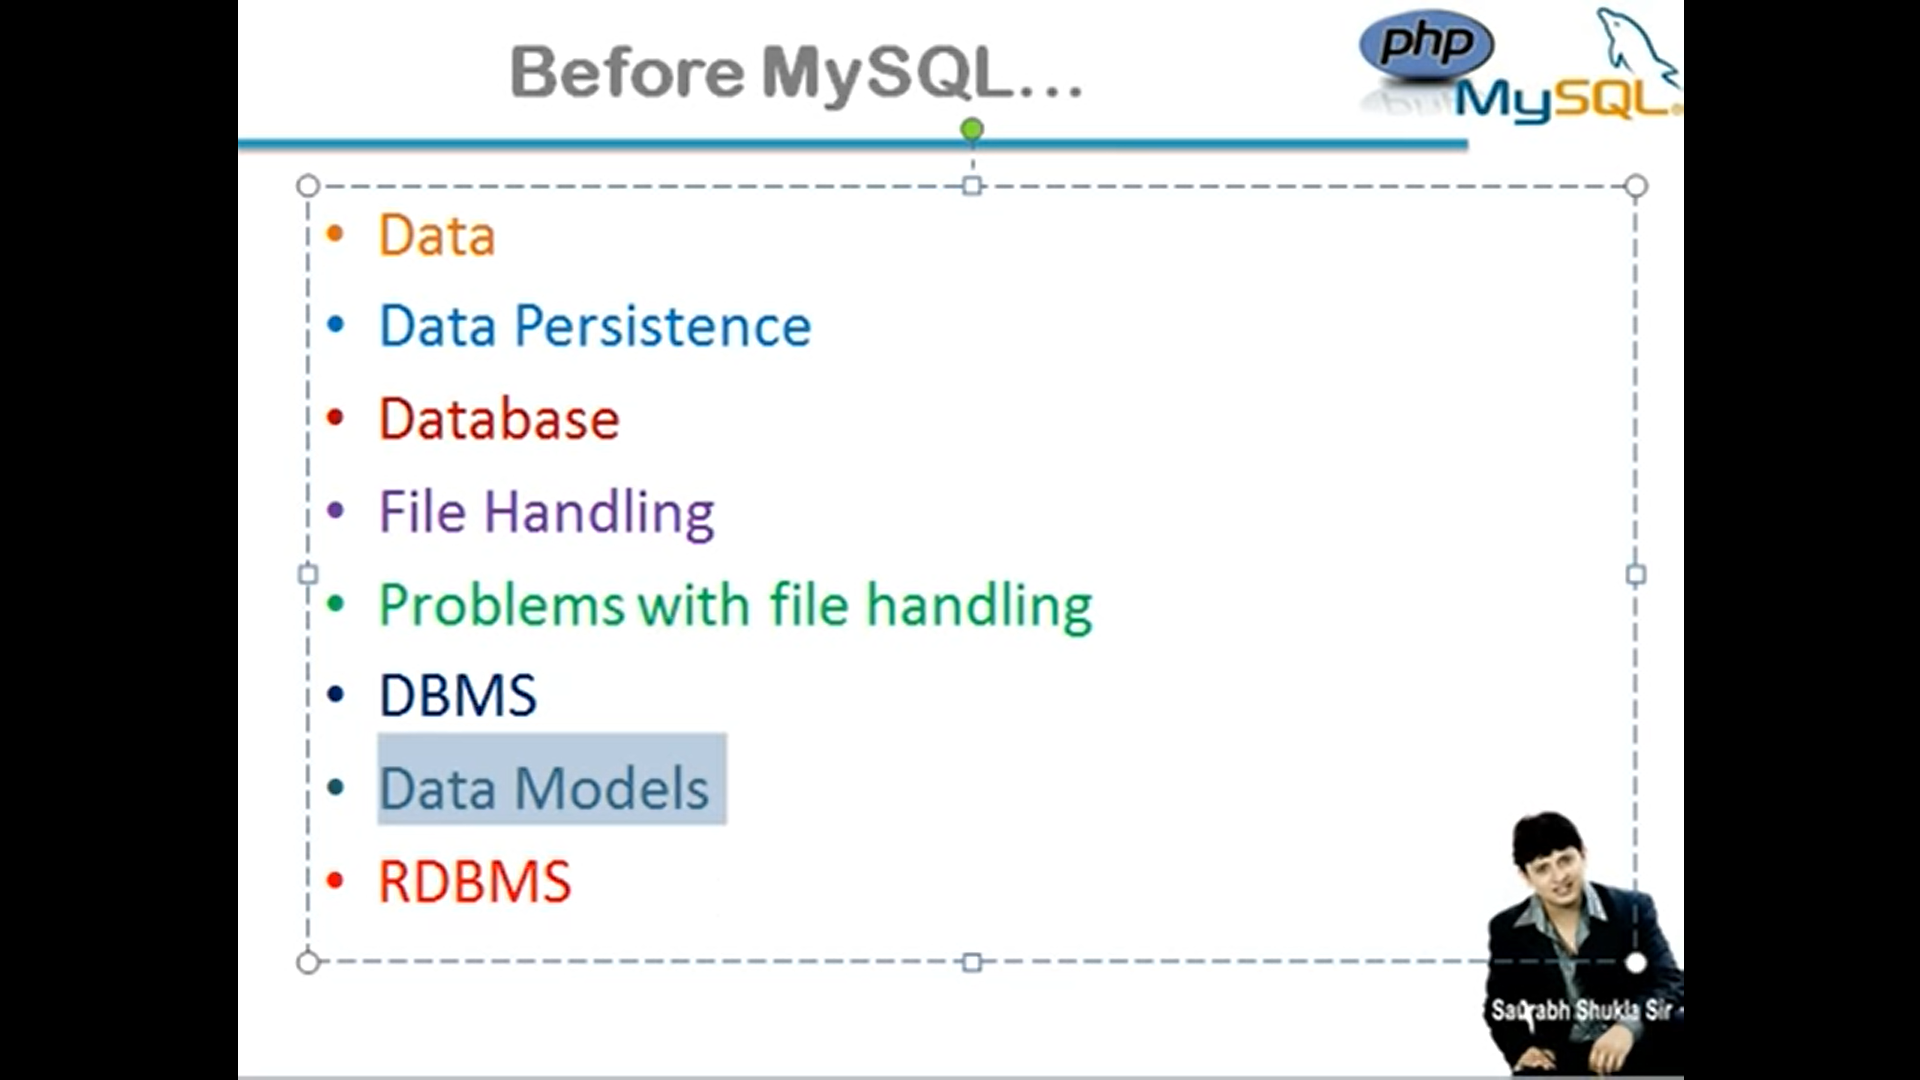 Before MySQL...
php
MySQL
• Data
• Data Persistence
• Database
• File Handling
• Problems with file handling
• DBMS
• Data Models
• RDBMS
Saurabh Shukla Sir